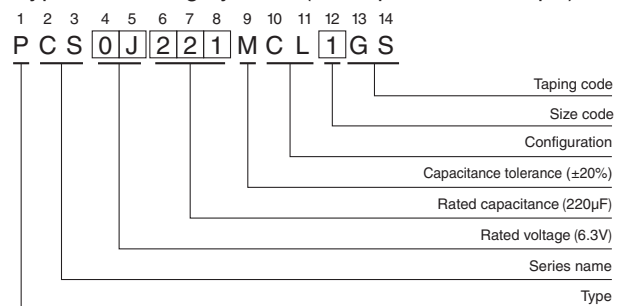 1 2 3 4 5 6 7 8 9 10 11 12 13 14
P C S 0 J 2 2 1 M C L 1 G S
Taping code
Size code
Configuration
Capacitance tolerance (±20%)
Rated capacitance (220μF)
Rated voltage (6.3V)
Series name
Type